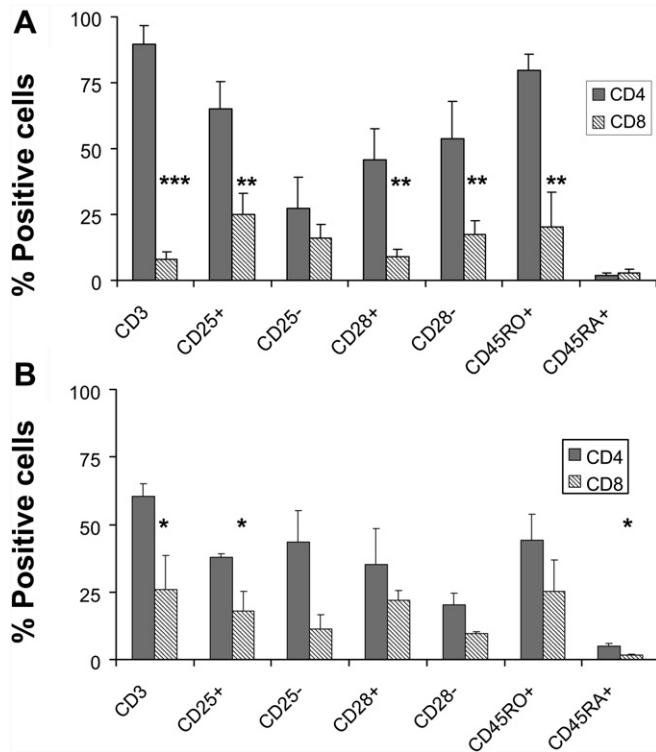 A
% Positive cells
100
75
50
25
0
CD4
CD8
***
**
**
**
**
CD3
CD25+
CD25-
CD28+
CD28-
CD45RO+
CD45RA+
B
% Positive cells
100
75
50
25
0
CD4
CD8
*
*
*
CD3
CD25+
CD25-
CD28+
CD28-
CD45RO+
CD45RA+